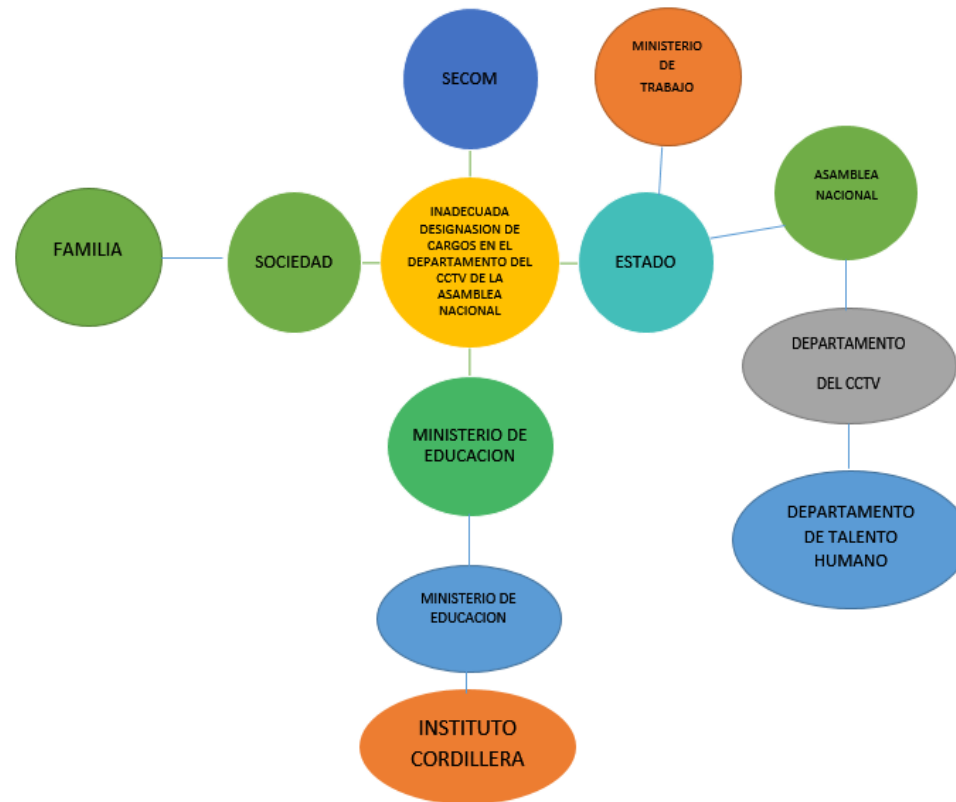 SECOM
MINISTERIO
DE
TRABAJO
FAMILIA
SOCIEDAD
INADECUADA
DESIGNASION DE
CARGOS EN EL
DEPARTAMENTO DEL
CCTV DE LA
ASAMBLEA
NACIONAL
ESTADO
ASAMBLEA
NACIONAL
DEPARTAMENTO
DEL CCTV
DEPARTAMENTO
DE TALENTO
HUMANO
MINISTERIO DE
EDUCACION
MINISTERIO DE
EDUCACION
INSTITUTO
CORDILLERA